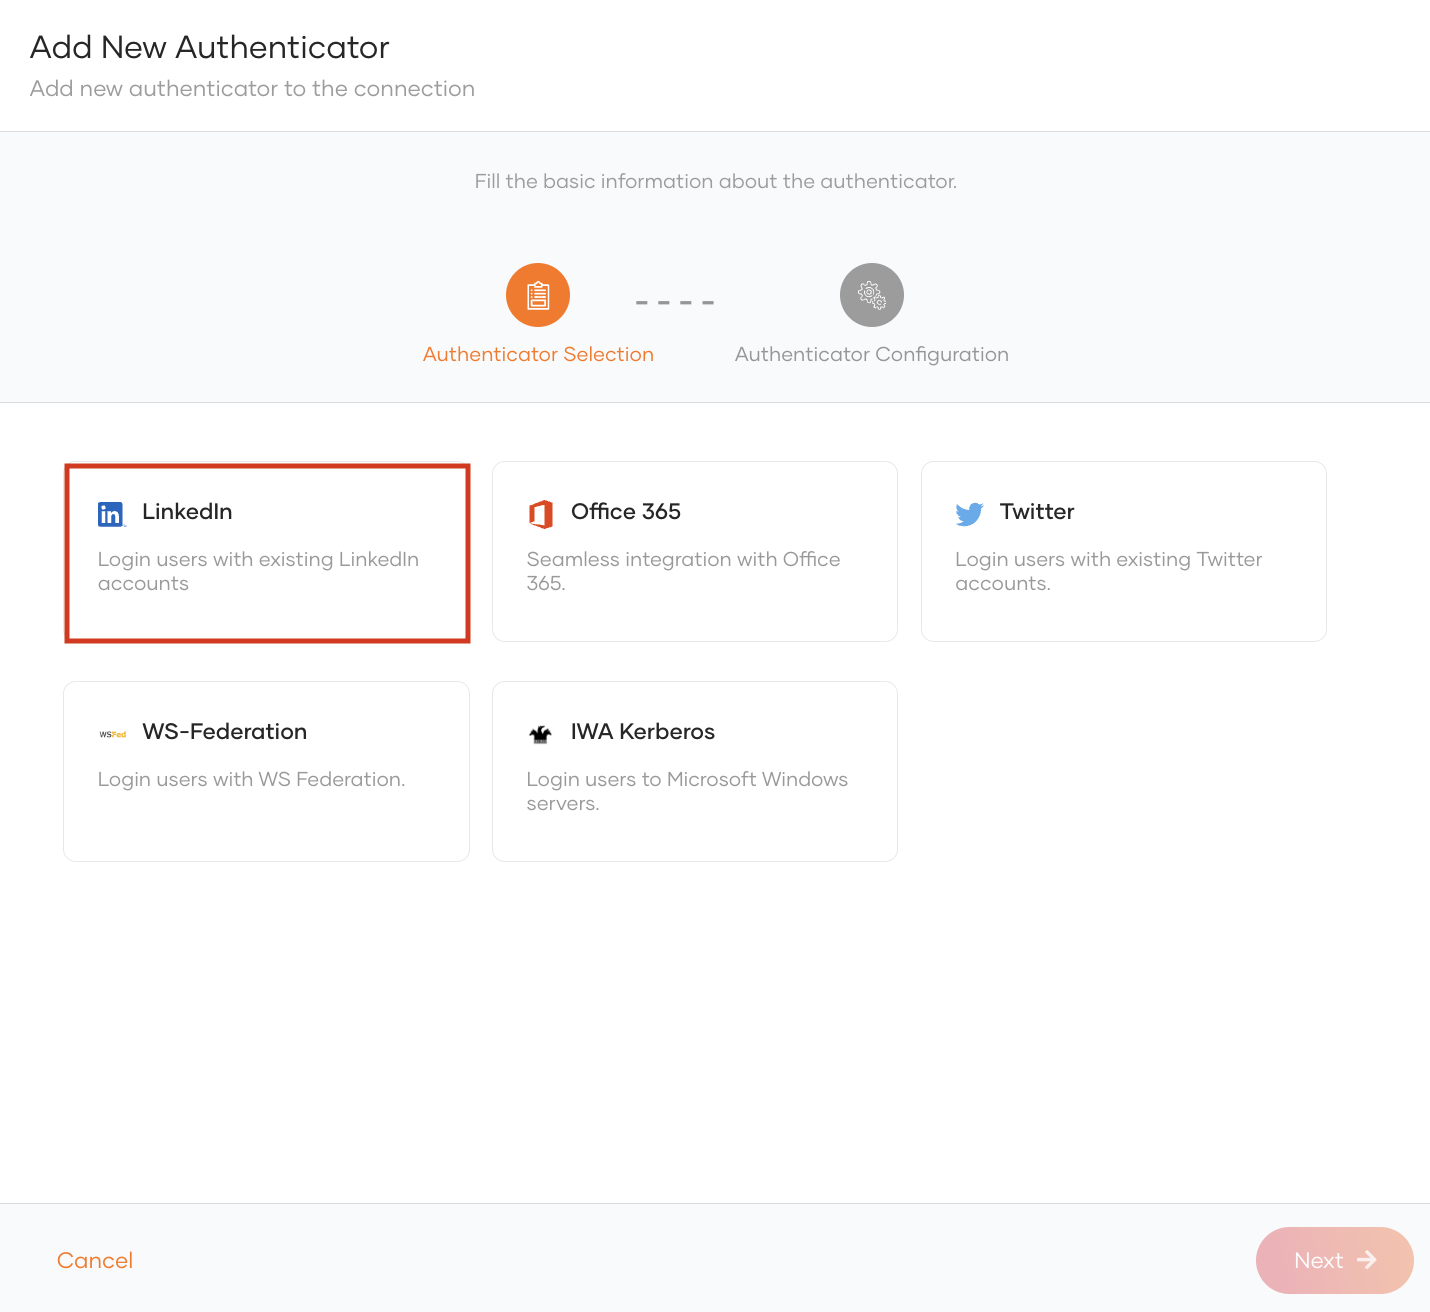 Add New Authenticator
Add new authenticator to the connection
Fill the basic information about the authenticator.
Authenticator Selection
Authenticator Configuration
in LinkedIn
Login users with existing LinkedIn
accounts
Office 365
Seamless integration with Office
365.
Twitter
Login users with existing Twitter
accounts.
WSFed WS-Federation
Login users with WS Federation.
IWA Kerberos
Login users to Microsoft Windows
servers.
Cancel
Next